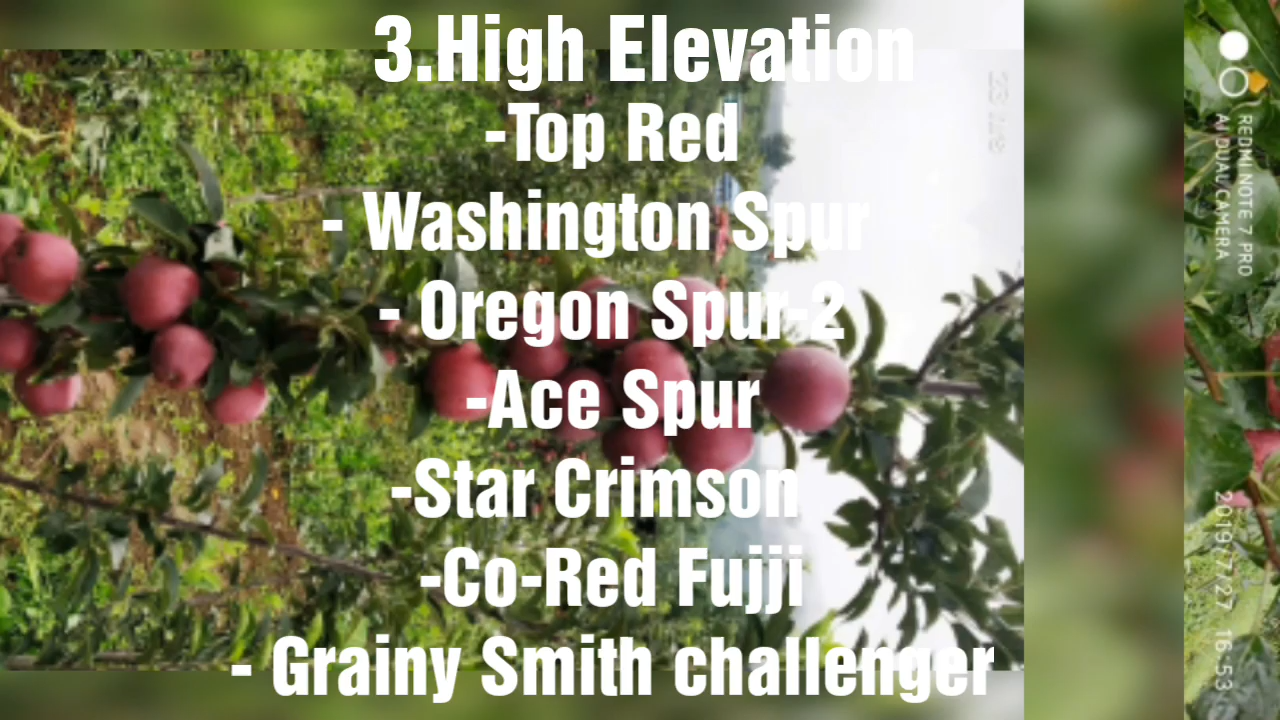 3.High Elevation
-Top Red
- Washington Spur
- Oregon Spur-2
-Ace Spur
-Star Crimson
-Co-Red Fujji
- Grainy Smith challenger
REDMI NOTE 7 PRO
AI DUAL CAMERA
2019/7/27 16:53